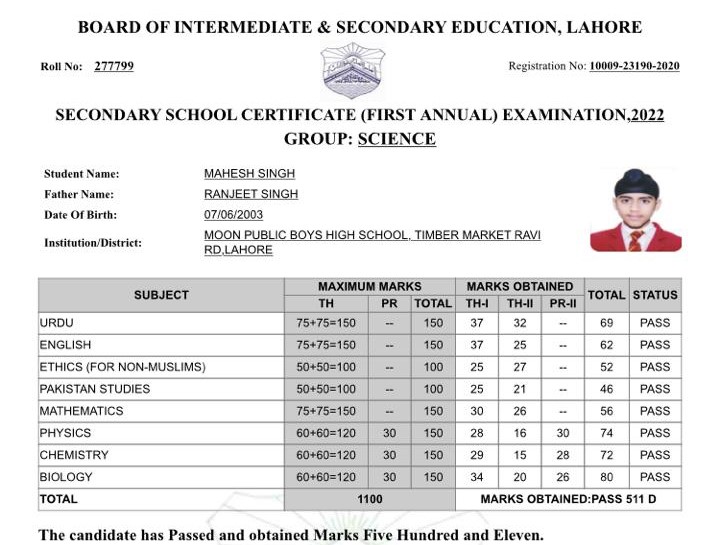 BOARD OF INTERMEDIATE & SECONDARY EDUCATION, LAHORE
Roll No: 277799
Registration No: 10009-23190-2020
SECONDARY SCHOOL CERTIFICATE (FIRST ANNUAL) EXAMINATION,2022
GROUP: SCIENCE
Student Name: MAHESH SINGH
Father Name: RANJEET SINGH
Date Of Birth: 07/06/2003
Institution/District: MOON PUBLIC BOYS HIGH SCHOOL, TIMBER MARKET RAVI
RD,LAHORE
SUBJECT MAXIMUM MARKS MARKS OBTAINED TOTAL STATUS
TH PR TOTAL TH-I TH-II PR-II
URDU 75+75=150 -- 150 37 32 -- 69 PASS
ENGLISH 75+75=150 -- 150 37 25 -- 62 PASS
ETHICS (FOR NON-MUSLIMS) 50+50=100 -- 100 25 27 -- 52 PASS
PAKISTAN STUDIES 50+50=100 -- 100 25 21 -- 46 PASS
MATHEMATICS 75+75=150 -- 150 30 26 -- 56 PASS
PHYSICS 60+60=120 30 150 28 16 30 74 PASS
CHEMISTRY 60+60=120 30 150 29 15 28 72 PASS
BIOLOGY 60+60=120 30 150 34 20 26 80 PASS
TOTAL 1100 MARKS OBTAINED:PASS 511 D
The candidate has Passed and obtained Marks Five Hundred and Eleven.